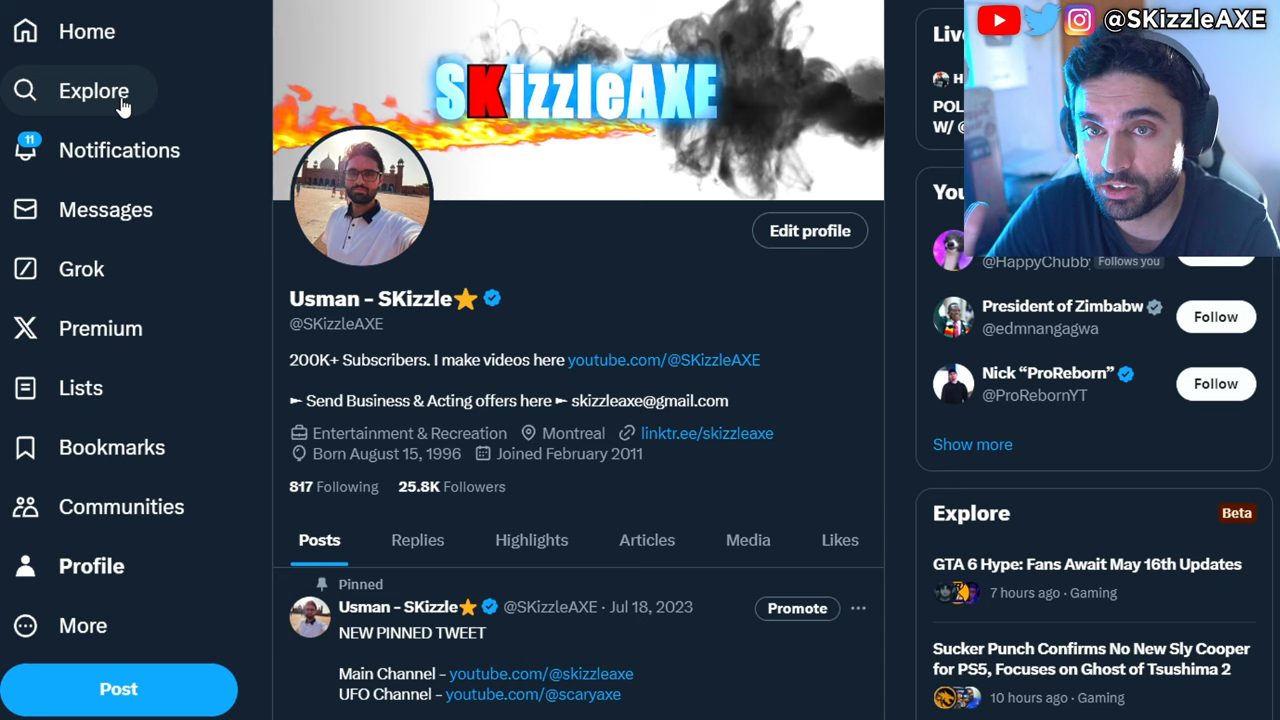 Home
Explore
11
Notifications
Messages
Grok
Premium
Lists
Bookmarks
Communities
Profile
More
Post
SKizzleAXE
Edit profile
Usman – SKizzle⭐
@SKizzleAXE
200K+ Subscribers. I make videos here youtube.com/@SKizzleAXE
► Send Business & Acting offers here ► skizzleaxe@gmail.com
Entertainment & Recreation Montreal linktr.ee/skizzleaxe
Born August 15, 1996 Joined February 2011
817 Following 25.8K Followers
Posts Replies Highlights Articles Media Likes
Pinned
Usman – SKizzle⭐ @SKizzleAXE · Jul 18, 2023
Promote
NEW PINNED TWEET
Main Channel – youtube.com/@skizzleaxe
UFO Channel – youtube.com/@scaryaxe
@SKizzleAXE
Liv
H
POL
W/
You
@HappyChubb Follows you
President of Zimbabw
@edmnangagwa
Follow
Nick “ProReborn”
@ProRebornYT
Follow
Show more
Explore
Beta
GTA 6 Hype: Fans Await May 16th Updates
7 hours ago · Gaming
Sucker Punch Confirms No New Sly Cooper
for PS5, Focuses on Ghost of Tsushima 2
10 hours ago · Gaming